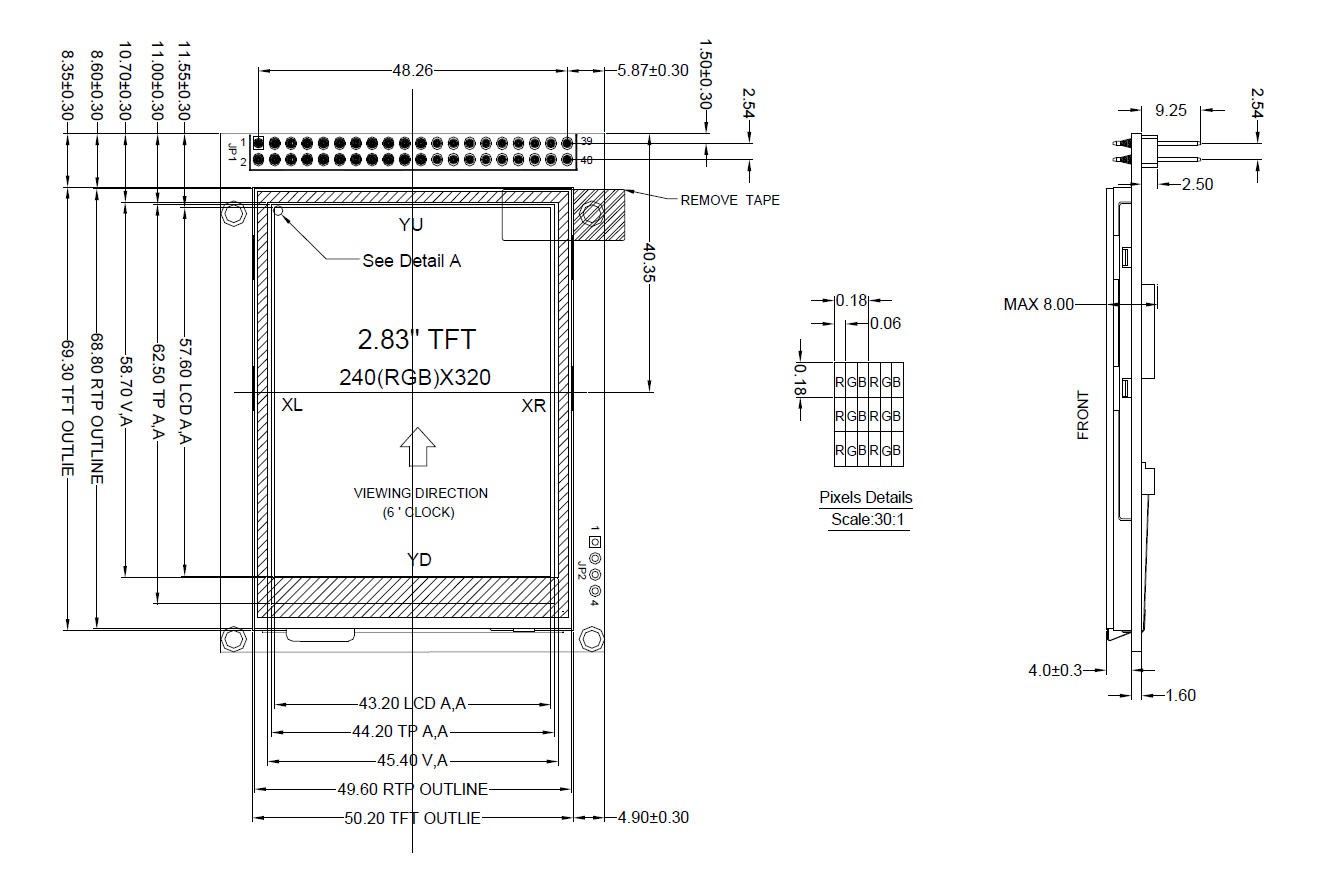 8.35±0.30
8.60±0.30
10.70±0.30
11.00±0.30
11.55±0.30
48.26
5.87±0.30
1.50±0.30
2.54
1
39
JP1
2
40
REMOVE TAPE
YU
See Detail A
40.35
2.83" TFT
240(RGB)X320
XL
XR
VIEWING DIRECTION
(6 ' CLOCK)
YD
69.30 TFT OUTLIE
68.80 RTP OUTLINE
58.70 V,A
62.50 TP A,A
57.60 LCD A,A
1
JP2
4
43.20 LCD A,A
44.20 TP A,A
45.40 V,A
49.60 RTP OUTLINE
50.20 TFT OUTLIE
4.90±0.30
0.18
0.06
0.18
RGBRGB
RGBRGB
RGBRGB
Pixels Details
Scale:30:1
9.25
2.54
2.50
MAX 8.00
FRONT
4.0±0.3
1.60